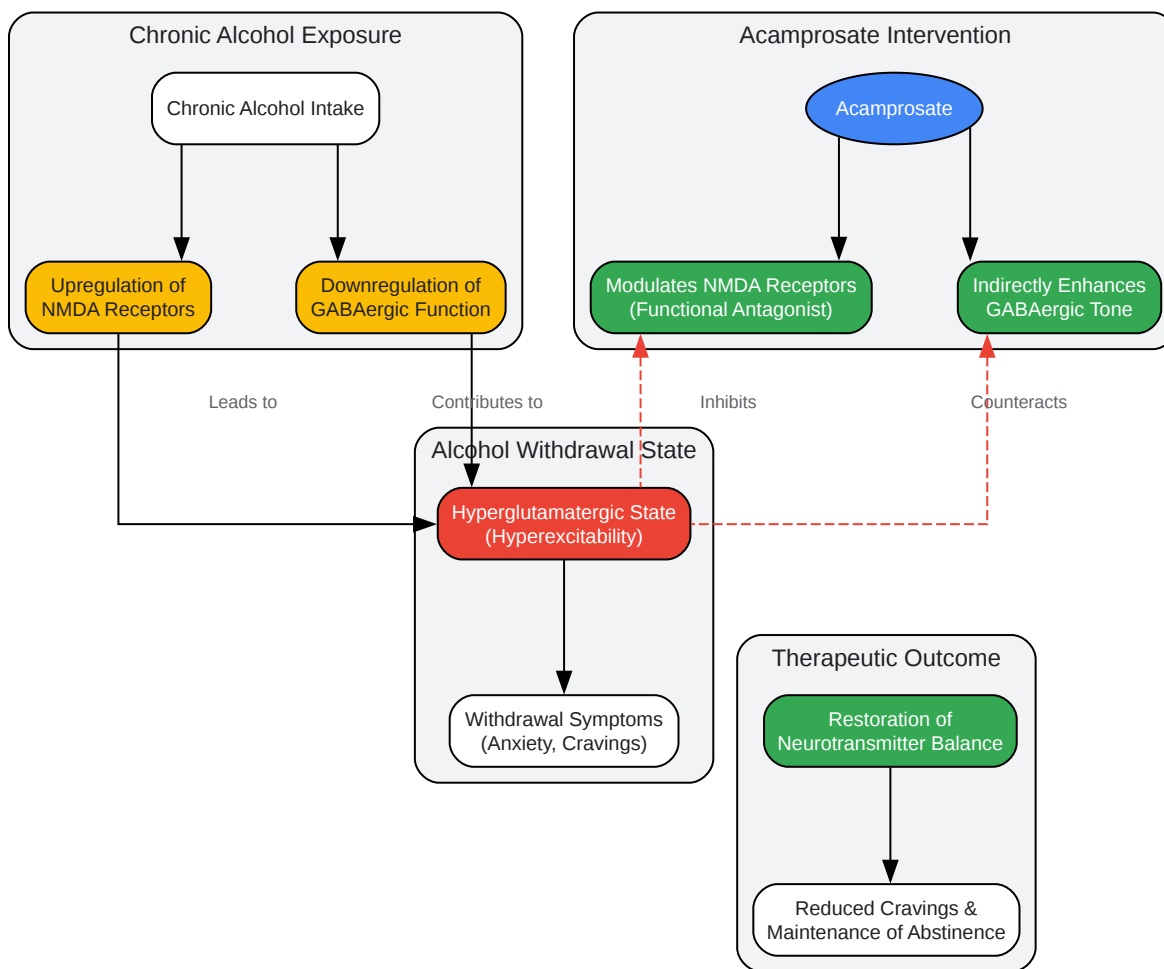 Chronic Alcohol Exposure
Chronic Alcohol Intake
Upregulation of
NMDA Receptors
Downregulation of
GABAergic Function
Acamprosate Intervention
Acamprosate
Modulates NMDA Receptors
(Functional Antagonist)
Indirectly Enhances
GABAergic Tone
Leads to
Contributes to
Inhibits
Counteracts
Alcohol Withdrawal State
Hyperglutamatergic State
(Hyperexcitability)
Withdrawal Symptoms
(Anxiety, Cravings)
Therapeutic Outcome
Restoration of
Neurotransmitter Balance
Reduced Cravings &
Maintenance of Abstinence